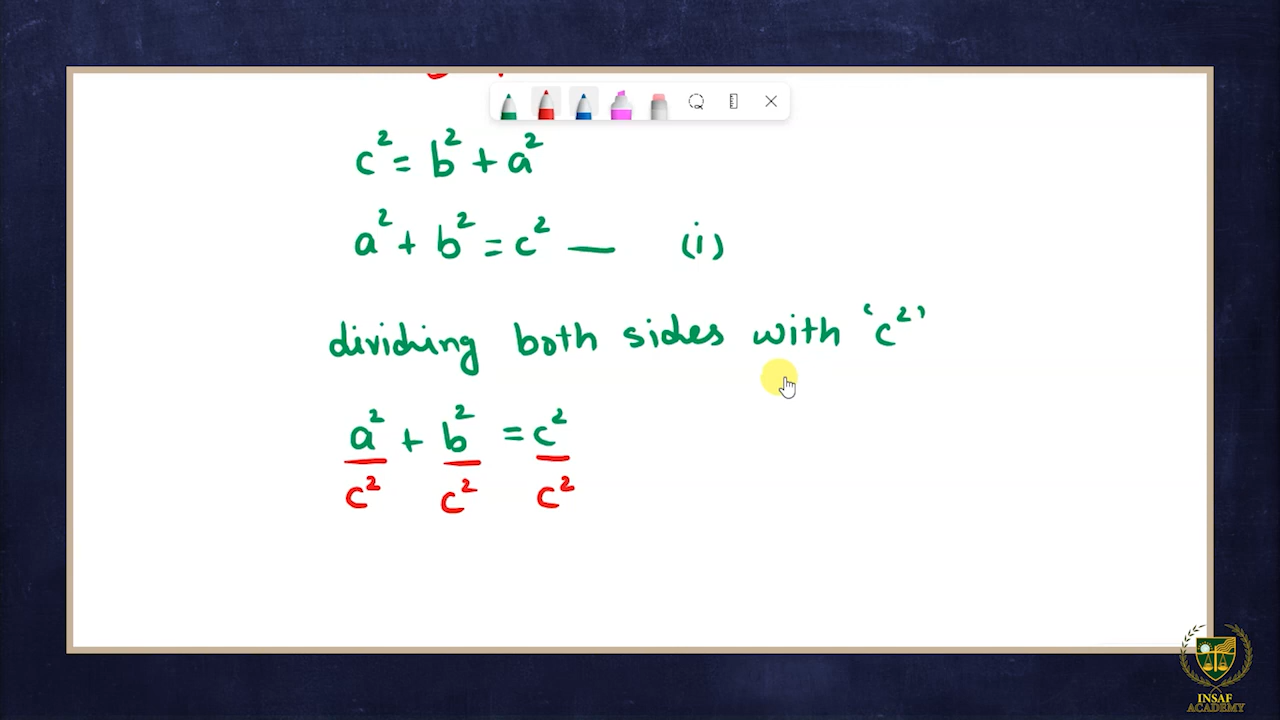 c² = b² + a²
a² + b² = c² — (i)
dividing both sides with 'c²'
a²/c² + b²/c² = c²/c²
INSAF
ACADEMY